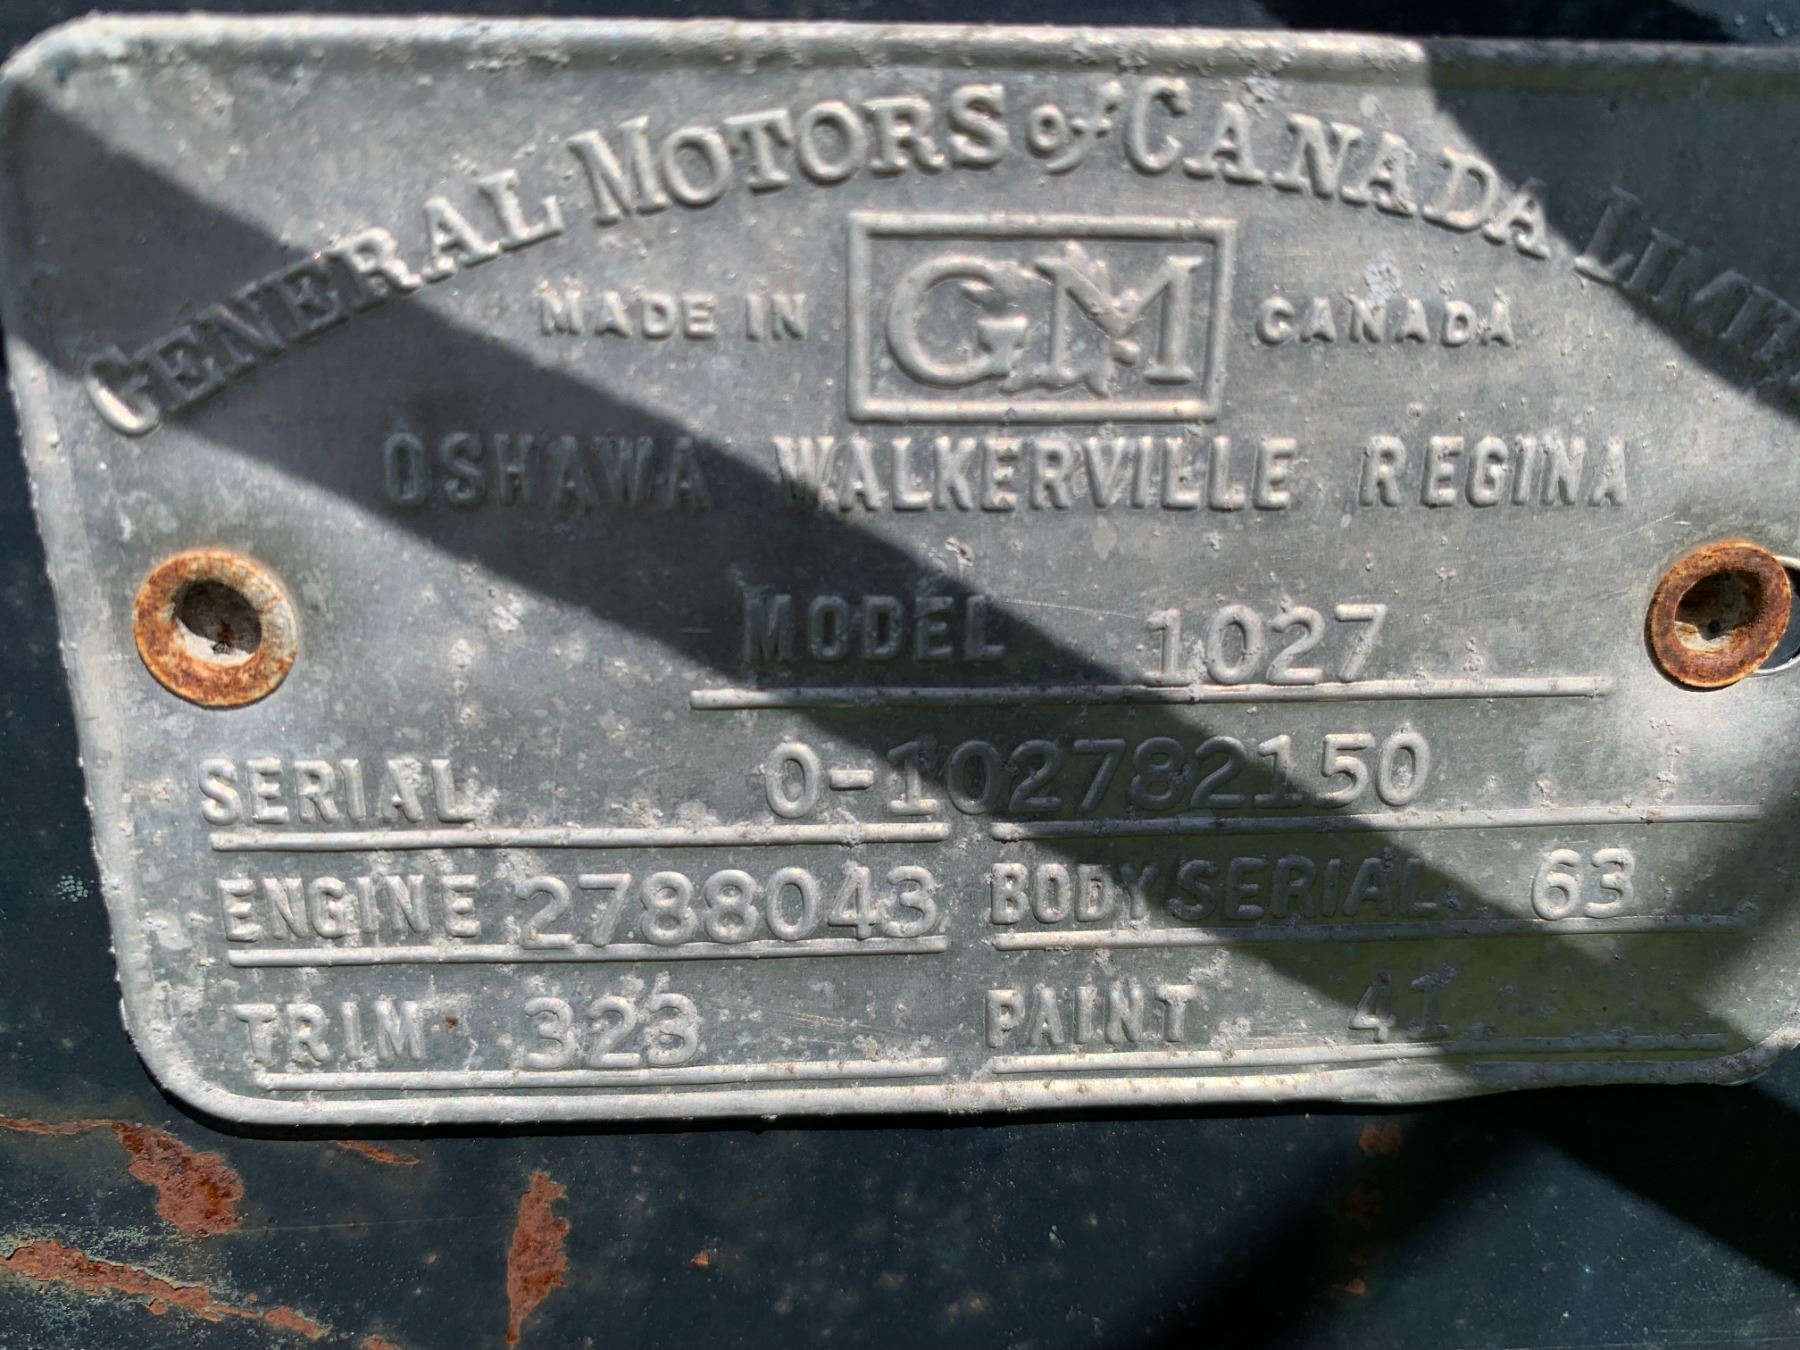 GENERAL MOTORS of CANADA LIMITE
MADE IN GM CANADA
OSHAWA WALKERVILLE REGINA
MODEL 1027
SERIAL 0-102782150
ENGINE 2788043 BODY SERIAL 63
TRIM 323 PAINT 41